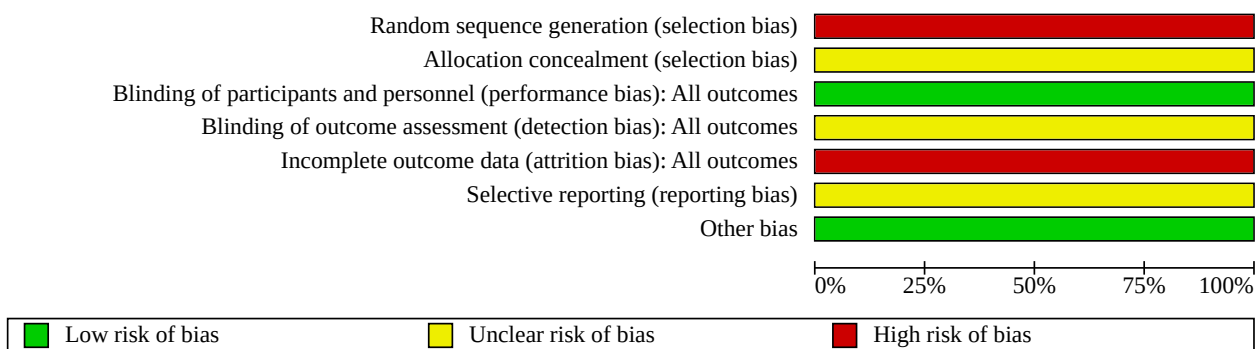 Random sequence generation (selection bias)
Allocation concealment (selection bias)
Blinding of participants and personnel (performance bias): All outcomes
Blinding of outcome assessment (detection bias): All outcomes
Incomplete outcome data (attrition bias): All outcomes
Selective reporting (reporting bias)
Other bias
0% 25% 50% 75% 100%
Low risk of bias Unclear risk of bias High risk of bias